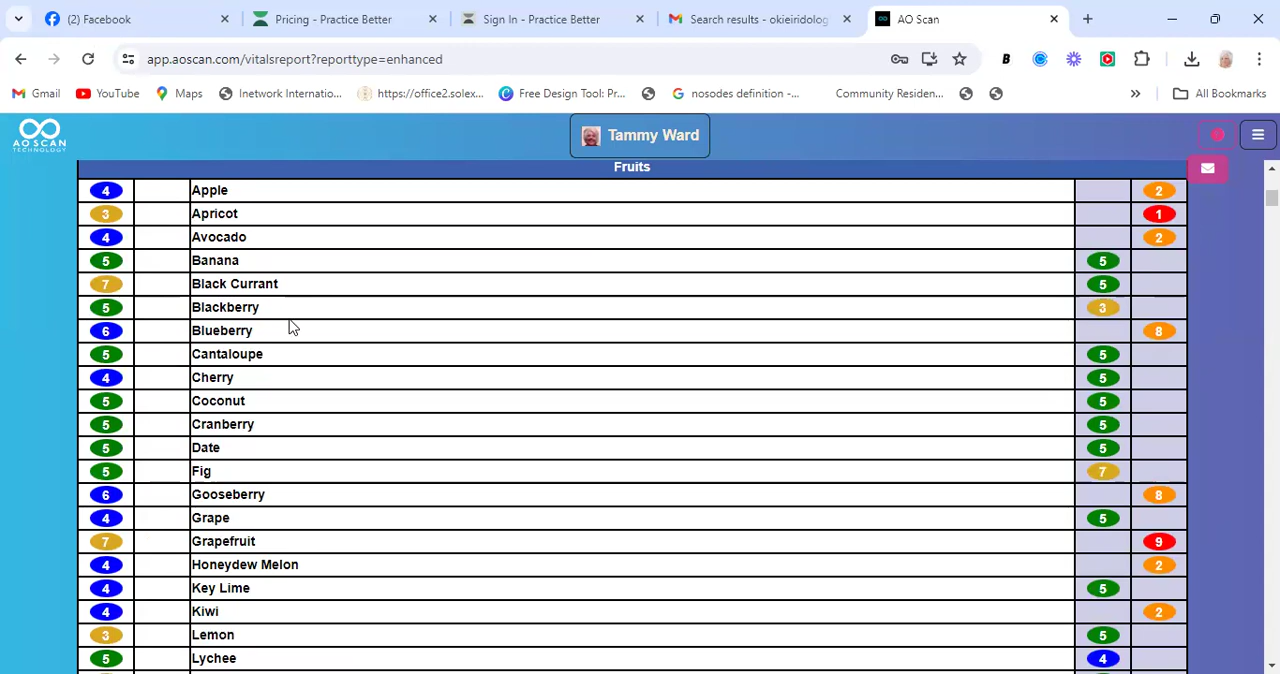 (2) Facebook
Pricing - Practice Better
Sign In - Practice Better
Search results - okieiridolog
AO Scan
app.aoscan.com/vitalsreport?reporttype=enhanced
Gmail
YouTube
Maps
Inetwork Internatio...
https://office2.solex...
Free Design Tool: Pr...
nosodes definition -...
Community Residen...
All Bookmarks
AO SCAN
TECHNOLOGY
Tammy Ward
Fruits
4 Apple 2
3 Apricot 1
4 Avocado 2
5 Banana 5
7 Black Currant 5
5 Blackberry 3
6 Blueberry 8
5 Cantaloupe 5
4 Cherry 5
5 Coconut 5
5 Cranberry 5
5 Date 5
5 Fig 7
6 Gooseberry 8
4 Grape 5
7 Grapefruit 9
4 Honeydew Melon 2
4 Key Lime 5
4 Kiwi 2
3 Lemon 5
5 Lychee 4